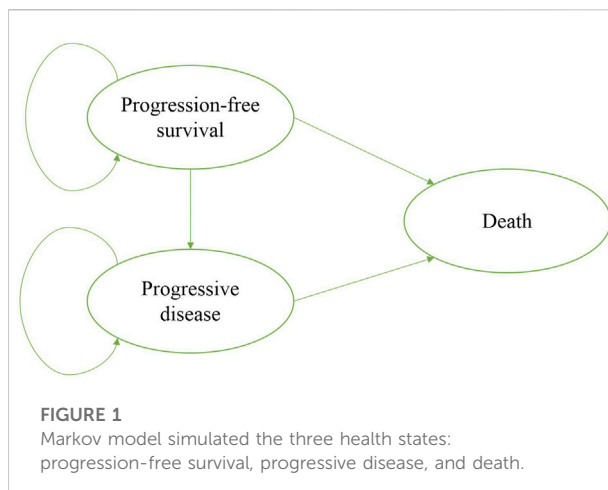 Progression-free
survival
Death
Progressive
disease
FIGURE 1
Markov model simulated the three health states:
progression-free survival, progressive disease, and death.